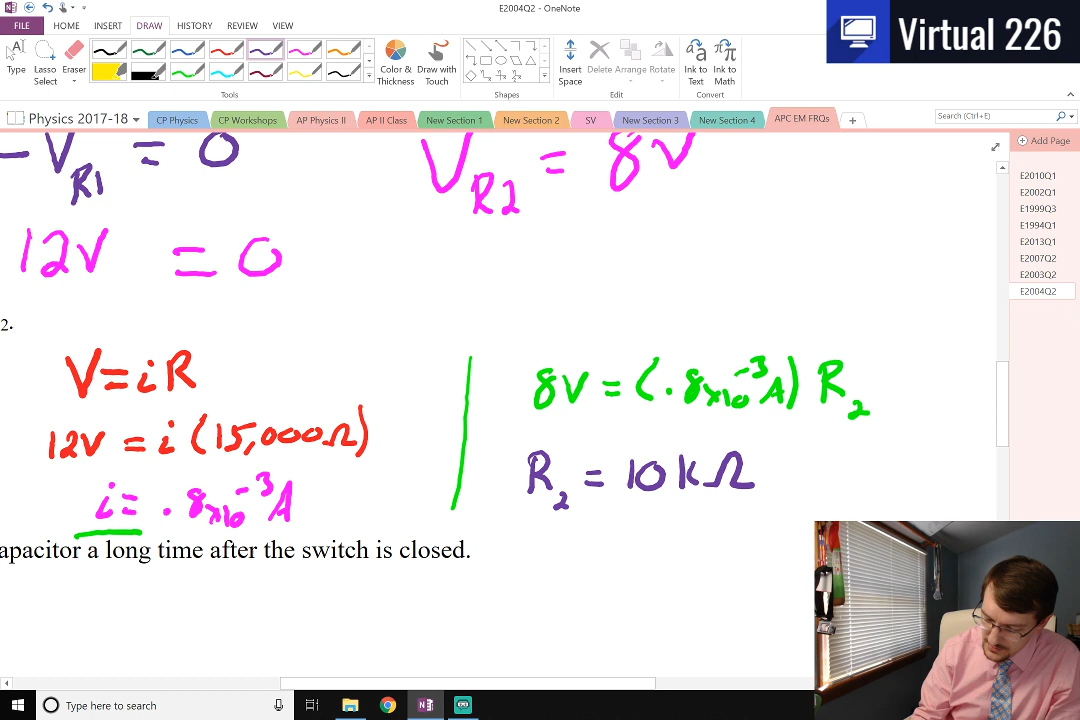 E2004Q2 - OneNote
FILE HOME INSERT DRAW HISTORY REVIEW VIEW
Virtual 226
Type Lasso Select Eraser Color & Thickness Draw with Touch Insert Space Delete Arrange Rotate Ink to Text Ink to Math
Tools Shapes Edit Convert
Physics 2017-18 CP Physics CP Workshops AP Physics II AP II Class New Section 1 New Section 2 SV New Section 3 New Section 4 APC EM FRQs Search (Ctrl+E)
Add Page
E2010Q1
E2002Q1
E1999Q3
E1994Q1
E2013Q1
E2007Q2
E2003Q2
E2004Q2
- V_R1 = 0
V_R2 = 8V
12V = 0
2.
V = iR
12V = i (15,000Ω)
i = .8x10^-3 A
8V = (.8x10^-3 A) R_2
R_2 = 10kΩ
apacitor a long time after the switch is closed.
Type here to search